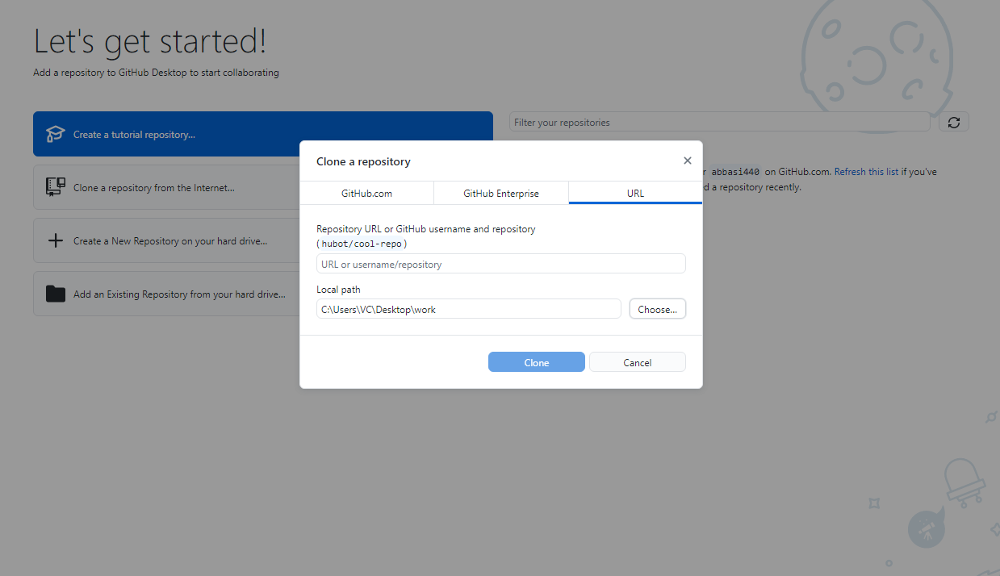 Let's get started!
Add a repository to GitHub Desktop to start collaborating
Create a tutorial repository...
Clone a repository from the Internet...
Create a New Repository on your hard drive...
Add an Existing Repository from your hard drive...
Filter your repositories
abbasi440 on GitHub.com. Refresh this list if you've
a repository recently.
Clone a repository
GitHub.com
GitHub Enterprise
URL
Repository URL or GitHub username and repository
(hubot/cool-repo)
URL or username/repository
Local path
C:\Users\VC\Desktop\work
Choose...
Clone
Cancel